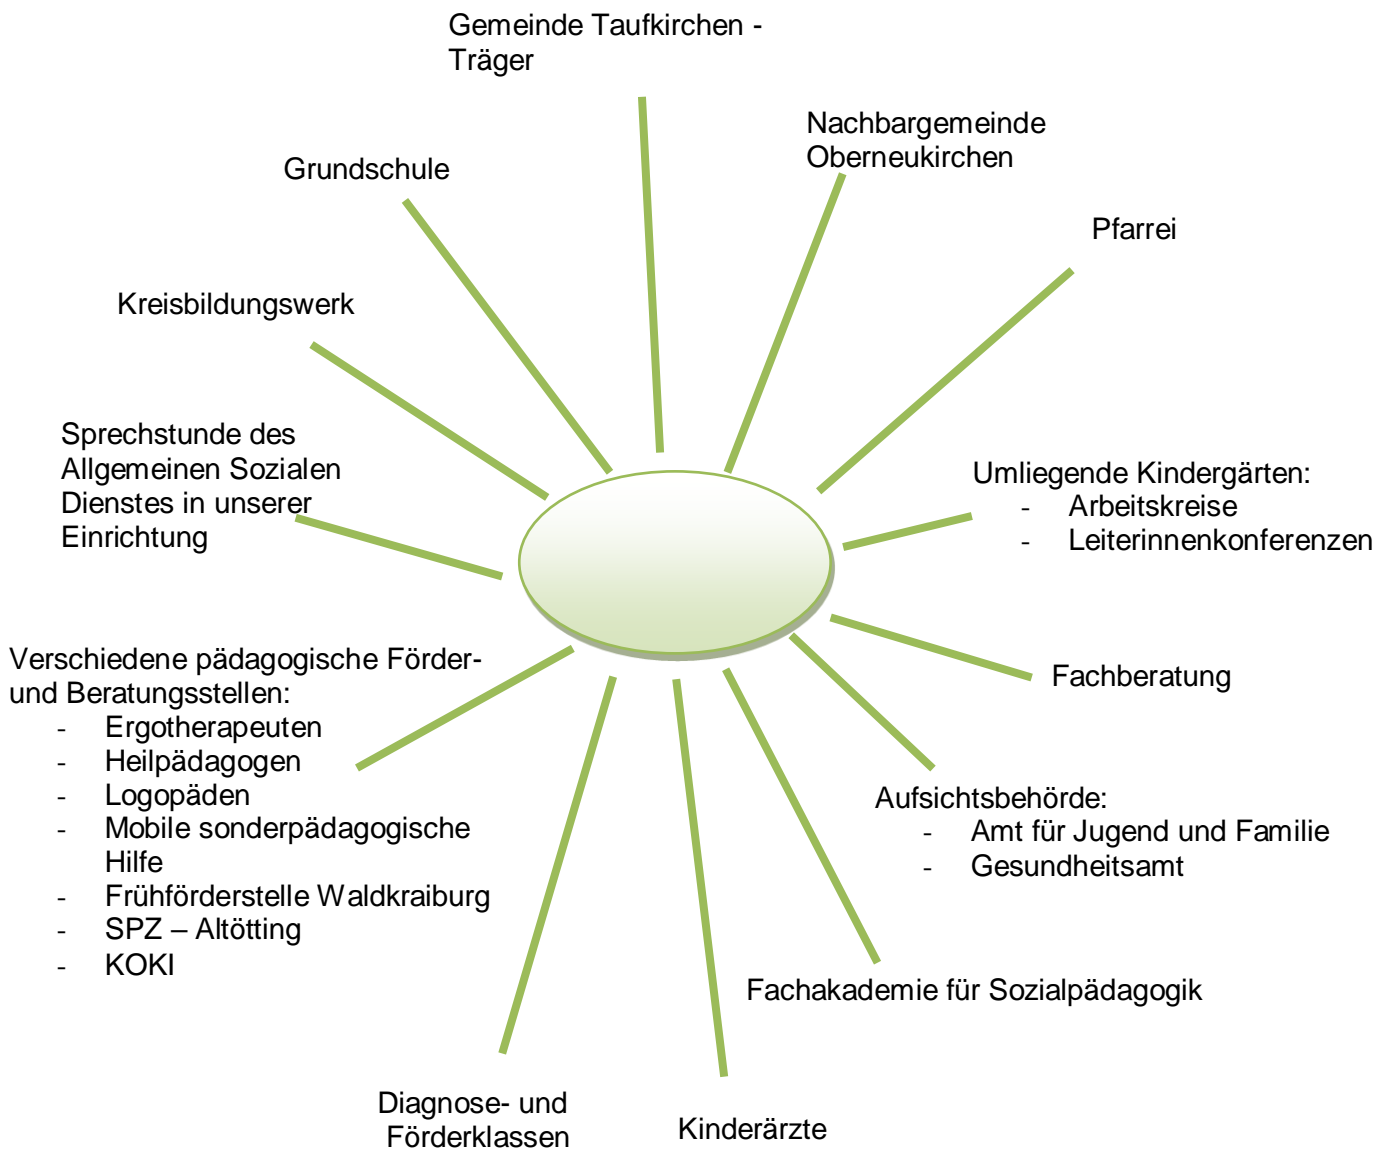 Gemeinde Taufkirchen -
Träger
Nachbargemeinde
Oberneukirchen
Grundschule
Pfarrei
Kreisbildungswerk
Sprechstunde des
Allgemeinen Sozialen
Dienstes in unserer
Einrichtung
Umliegende Kindergärten:
- Arbeitskreise
- Leiterinnenkonferenzen
Verschiedene pädagogische Förder-
und Beratungsstellen:
- Ergotherapeuten
- Heilpädagogen
- Logopäden
- Mobile sonderpädagogische
Hilfe
- Frühförderstelle Waldkraiburg
- SPZ – Altötting
- KOKI
Fachberatung
Aufsichtsbehörde:
- Amt für Jugend und Familie
- Gesundheitsamt
Fachakademie für Sozialpädagogik
Diagnose- und
Förderklassen
Kinderärzte